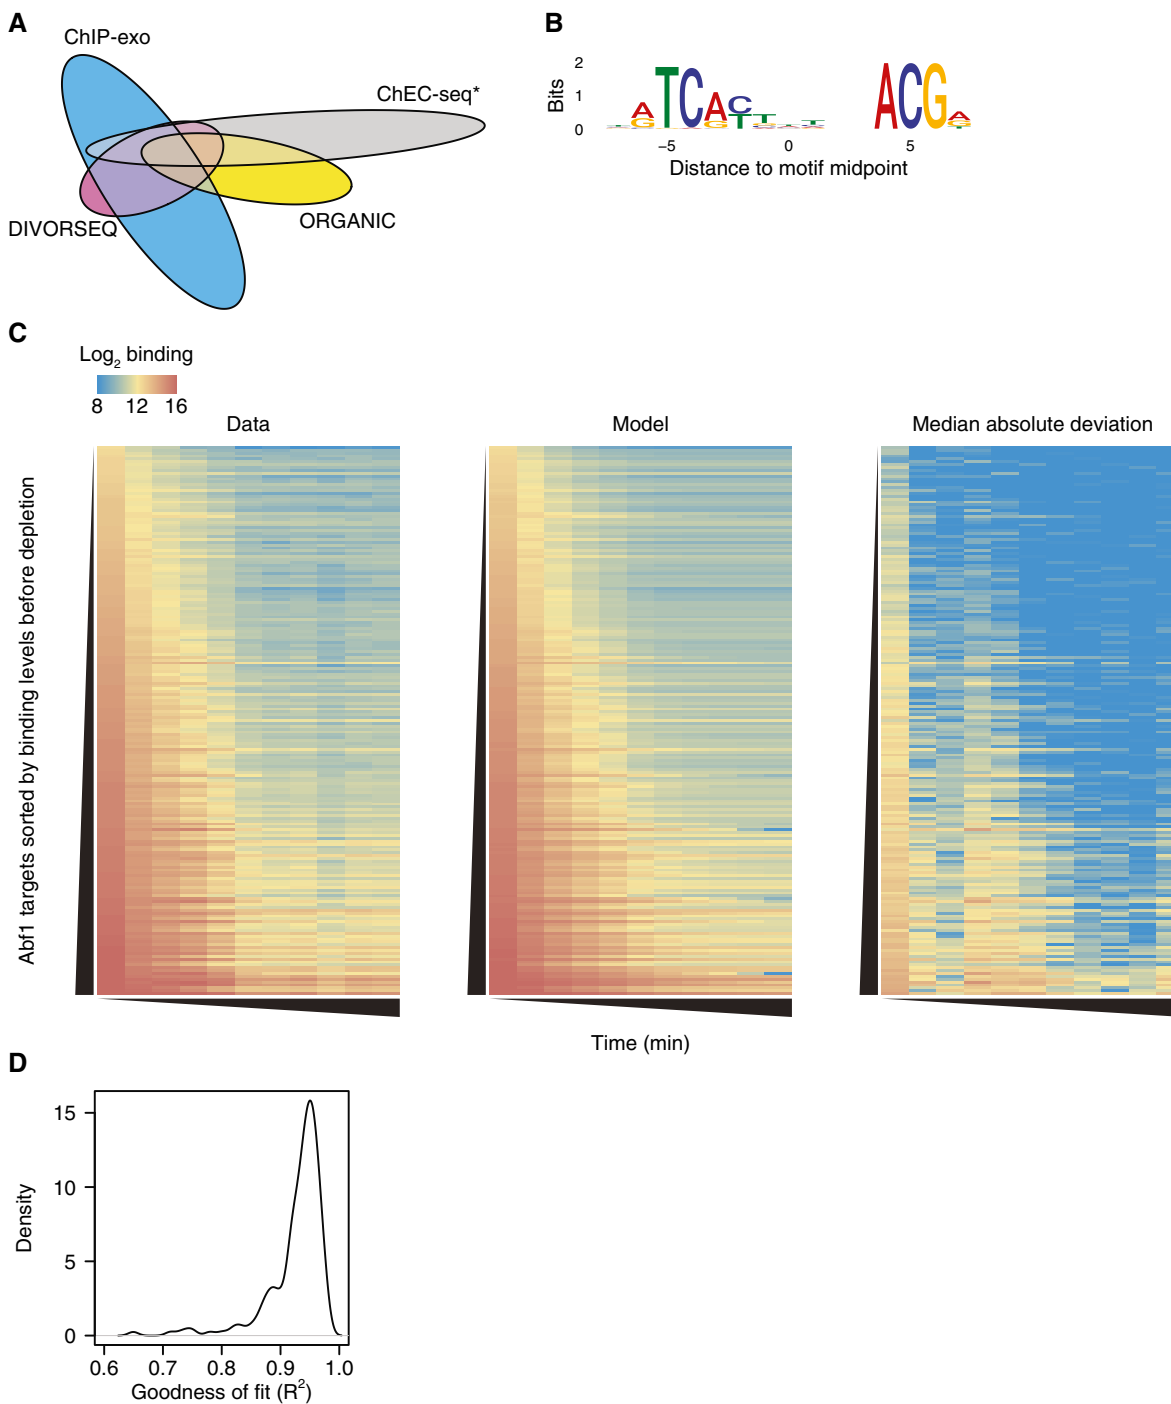 A
ChIP-exo
ChEC-seq*
DIVORSEQ
ORGANIC
B
Bits
2
1
0
A
G
T
C
A
G
C
T
T
A
C
G
A
G
T
−5 0 5
Distance to motif midpoint
C
Log2 binding
8 12 16
Data Model Median absolute deviation
Abf1 targets sorted by binding levels before depletion
Time (min)
D
Density
15
10
5
0
0.6 0.7 0.8 0.9 1.0
Goodness of fit (R²)